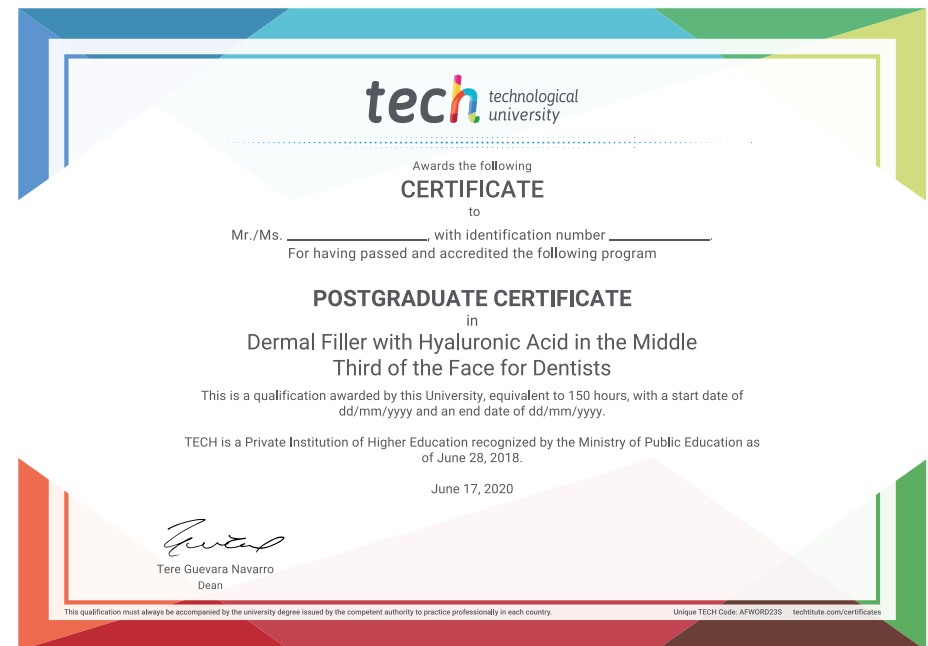 tech technological
university
Awards the following
CERTIFICATE
to
Mr./Ms. ____________________, with identification number ______________.
For having passed and accredited the following program
POSTGRADUATE CERTIFICATE
in
Dermal Filler with Hyaluronic Acid in the Middle
Third of the Face for Dentists
This is a qualification awarded by this University, equivalent to 150 hours, with a start date of
dd/mm/yyyy and an end date of dd/mm/yyyy.
TECH is a Private Institution of Higher Education recognized by the Ministry of Public Education as
of June 28, 2018.
June 17, 2020
Tere Guevara Navarro
Dean
This qualification must always be accompanied by the university degree issued by the competent authority to practice professionally in each country. Unique TECH Code: AFWORD23S techtitute.com/certificates